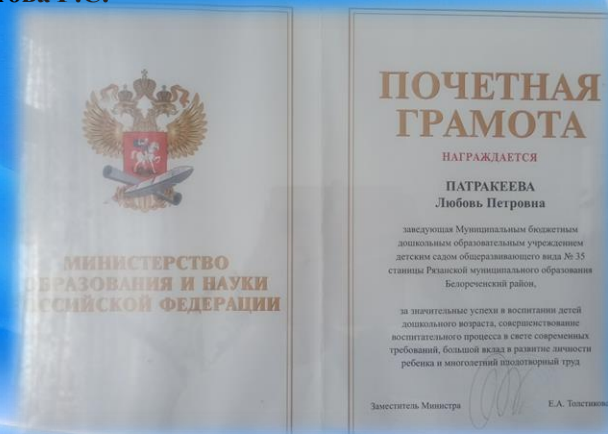 МИНИСТЕРСТВО
ОБРАЗОВАНИЯ И НАУКИ
РОССИЙСКОЙ ФЕДЕРАЦИИ
ПОЧЕТНАЯ
ГРАМОТА
НАГРАЖДАЕТСЯ
ПАТРАКЕЕВА
Любовь Петровна
заведующая Муниципальным бюджетным
дошкольным образовательным учреждением
детским садом общеразвивающего вида № 35
станицы Рязанской муниципального образования
Белореченский район,
за значительные успехи в воспитании детей
дошкольного возраста, совершенствование
воспитательного процесса в свете современных
требований, большой вклад в развитие личности
ребенка и многолетний плодотворный труд
Заместитель Министра
Е.А. Толстикова